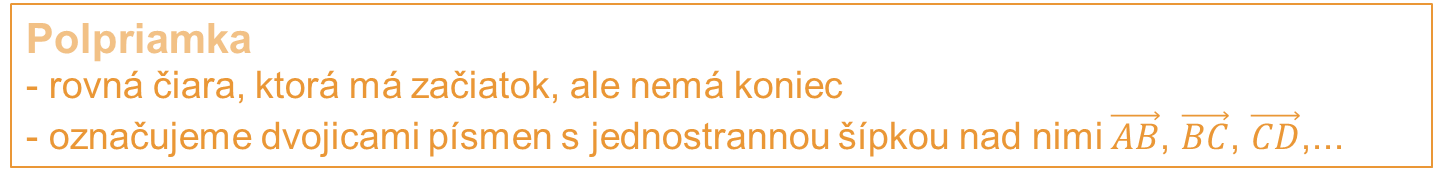 Polpriamka
- rovná čiara, ktorá má začiatok, ale nemá koniec
- označujeme dvojicami písmen s jednostrannou šípkou nad nimi $\overrightarrow{AB}$, $\overrightarrow{BC}$, $\overrightarrow{CD}$,...